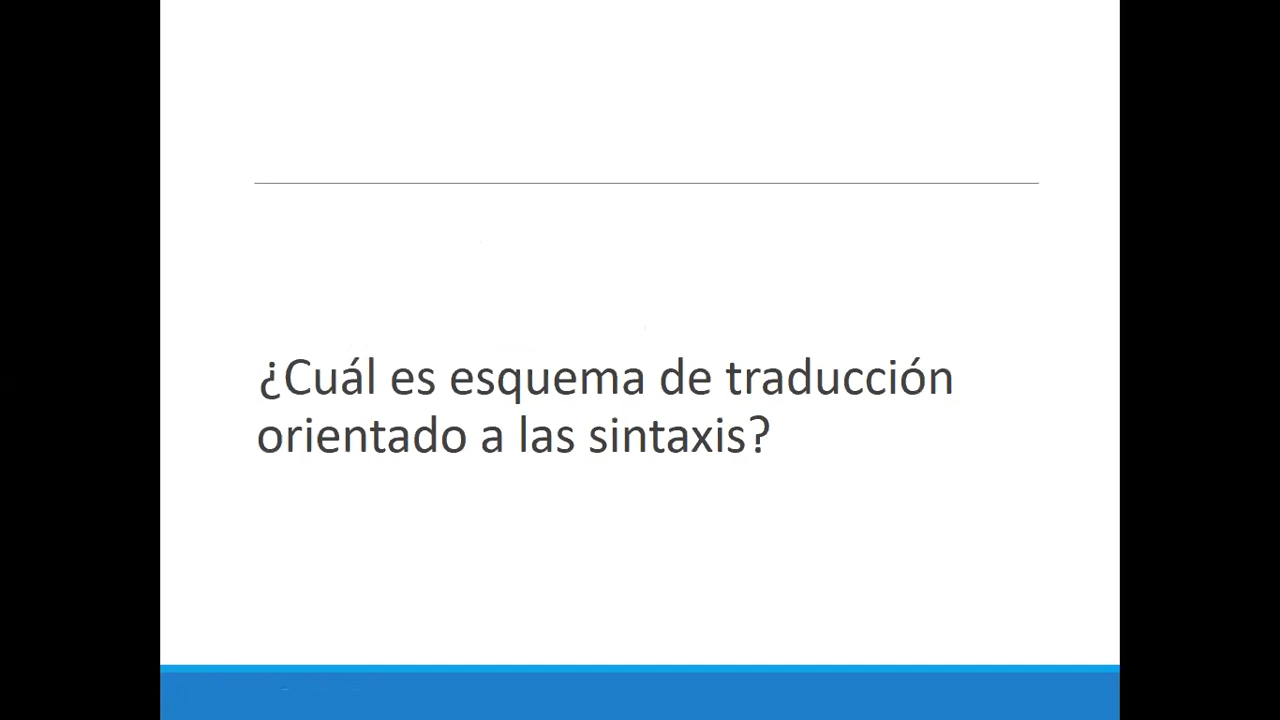 ¿Cuál es esquema de traducción
orientado a las sintaxis?